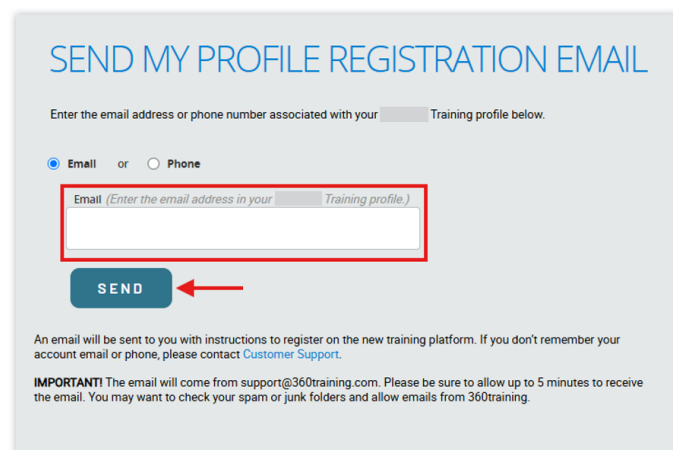 SEND MY PROFILE REGISTRATION EMAIL
Enter the email address or phone number associated with your Training profile below.
Email or Phone
Email (Enter the email address in your Training profile.)
SEND
An email will be sent to you with instructions to register on the new training platform. If you don't remember your
account email or phone, please contact Customer Support.
IMPORTANT! The email will come from support@360training.com. Please be sure to allow up to 5 minutes to receive
the email. You may want to check your spam or junk folders and allow emails from 360training.